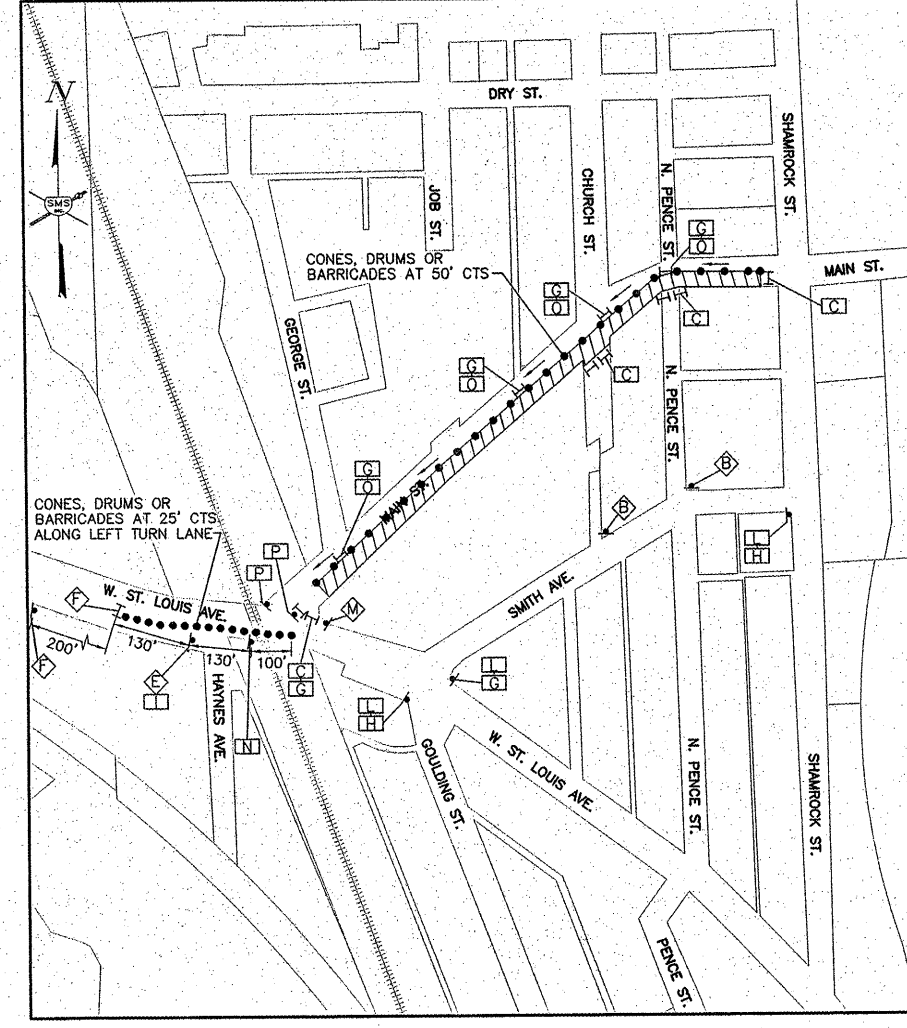 N
SMS
DRY ST.
SHAMROCK ST.
JOB ST.
CHURCH ST.
N. PENCE ST.
G
O
MAIN ST.
C
CONES, DRUMS OR
BARRICADES AT 50' CTS
G
O
C
GEORGE ST.
G
O
C
N. PENCE ST.
G
O
MAIN ST.
B
B
CONES, DRUMS OR
BARRICADES AT 25' CTS
ALONG LEFT TURN LANE
L
H
P
P
F
W. ST. LOUIS AVE.
M
SMITH AVE.
200'
130'
130'
100'
F
E
I
C
G
L
G
HAYNES AVE.
N
L
H
GOULDING ST.
W. ST. LOUIS AVE.
N. PENCE ST.
SHAMROCK ST.
PENCE ST.